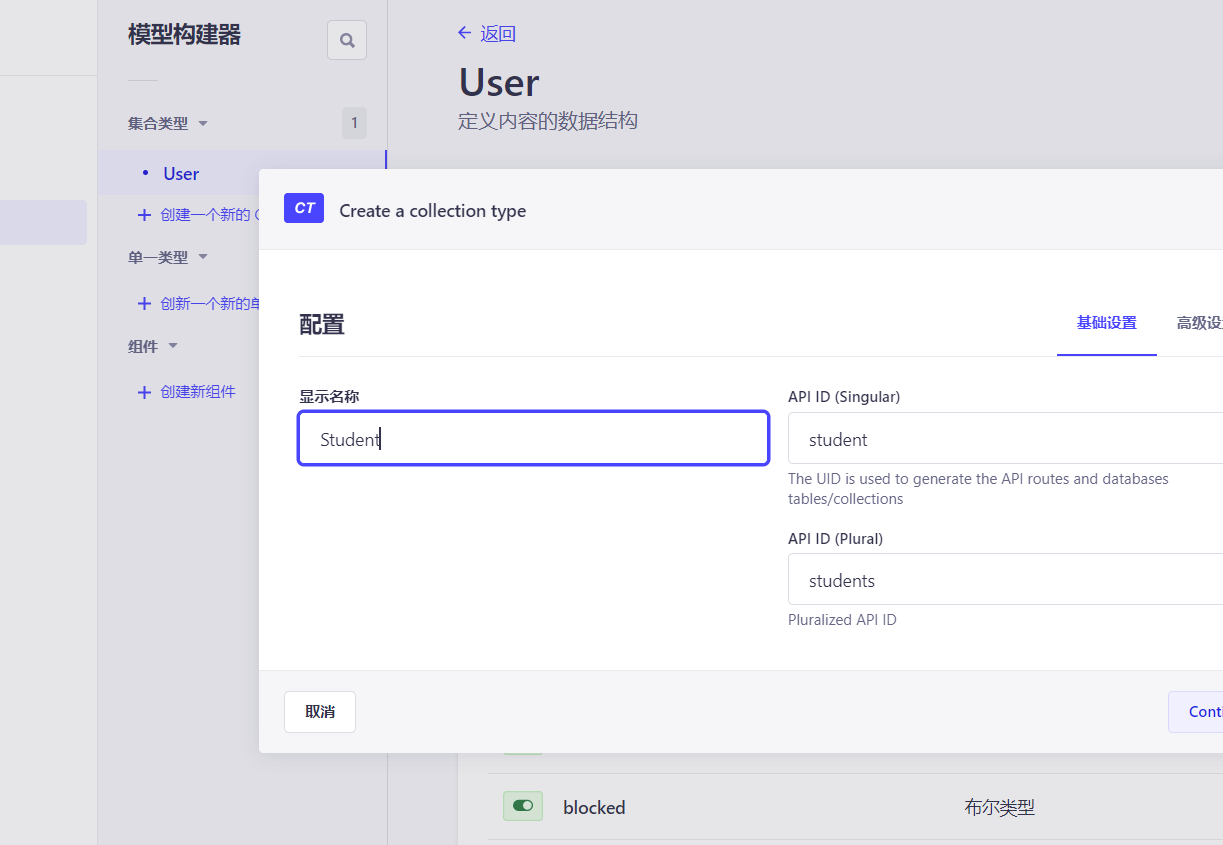 模型构建器
集合类型
1
User
创建一个新的
单一类型
创新一个新的单
组件
创建新组件
返回
User
定义内容的数据结构
CT
Create a collection type
配置
基础设置
高级设
显示名称
Student
API ID (Singular)
student
The UID is used to generate the API routes and databases
tables/collections
API ID (Plural)
students
Pluralized API ID
取消
Conti
blocked
布尔类型